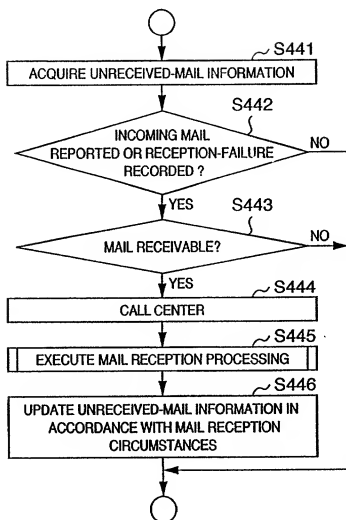 S441
ACQUIRE UNRECEIVED-MAIL INFORMATION
S442
INCOMING MAIL
REPORTED OR RECEPTION-FAILURE
RECORDED ?
NO
YES
S443
MAIL RECEIVABLE?
NO
YES
S444
CALL CENTER
S445
EXECUTE MAIL RECEPTION PROCESSING
S446
UPDATE UNRECEIVED-MAIL INFORMATION IN
ACCORDANCE WITH MAIL RECEPTION
CIRCUMSTANCES